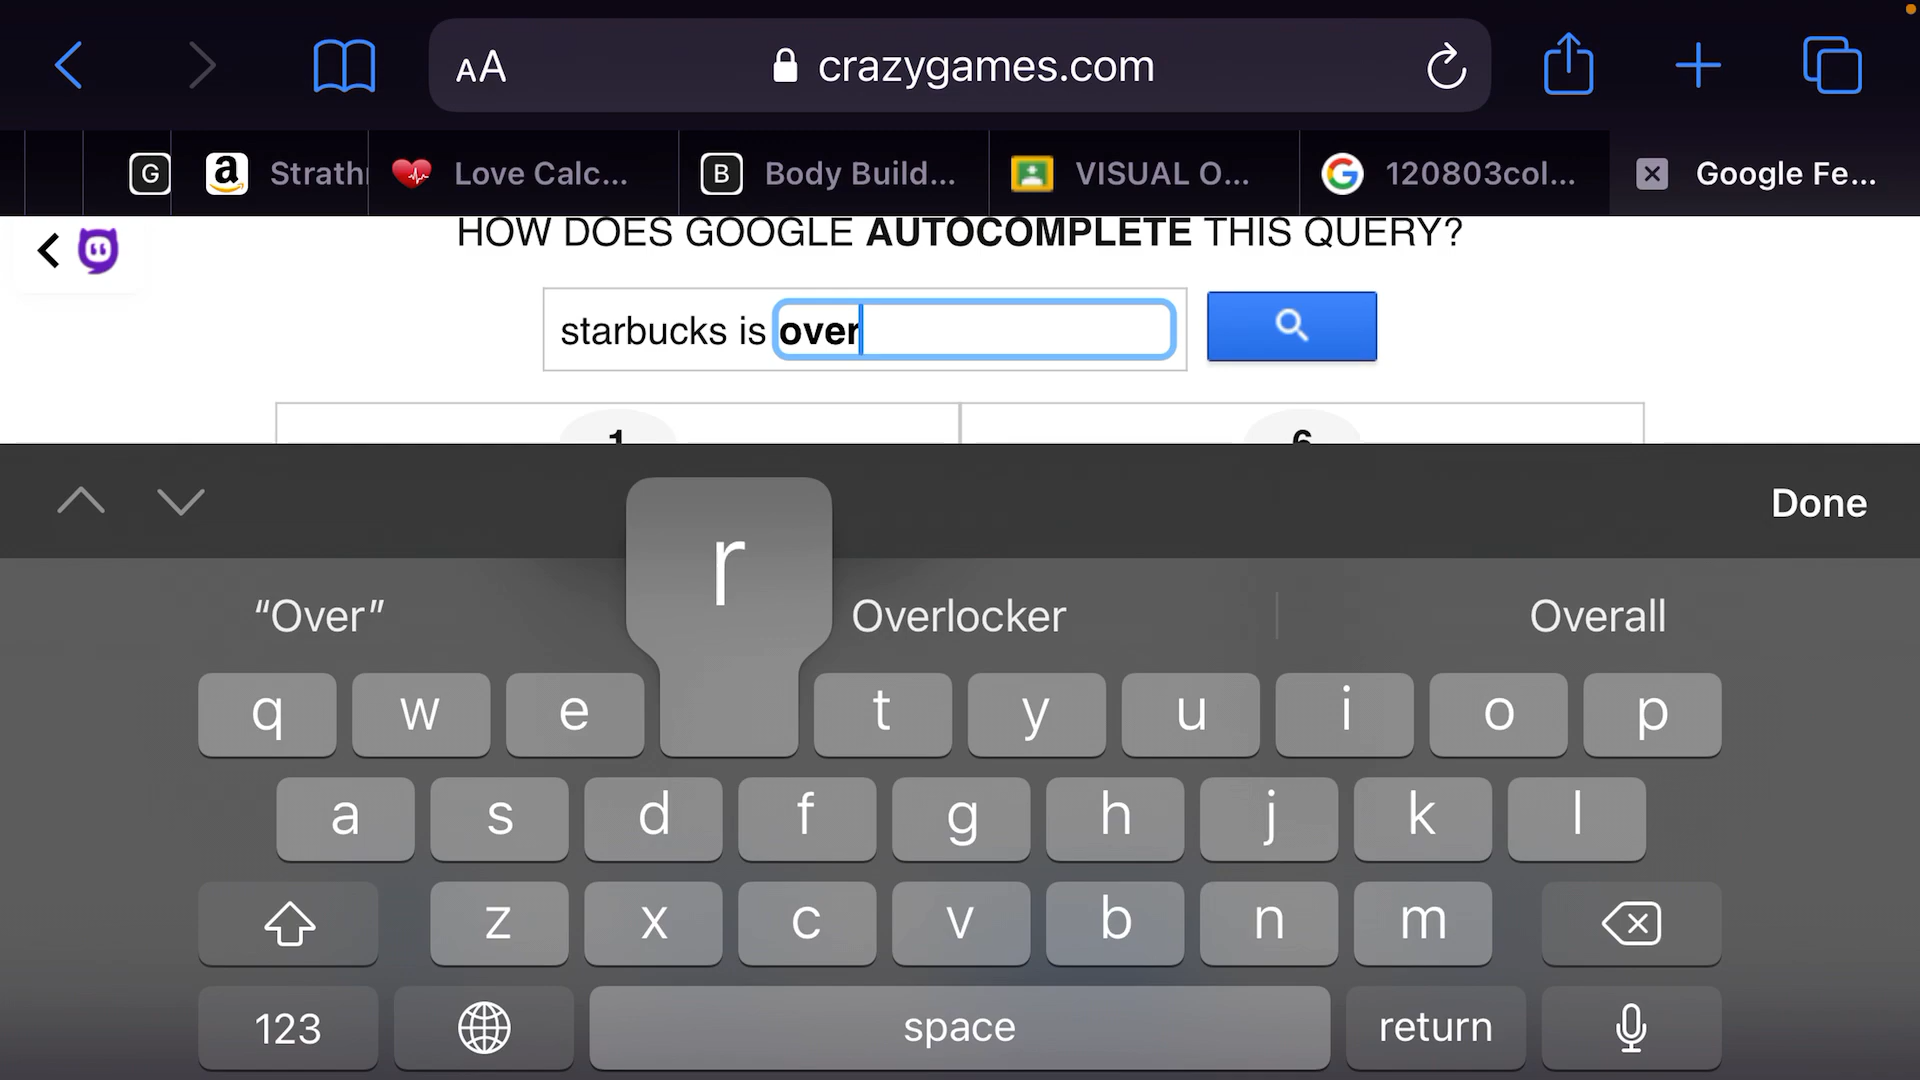 AA crazygames.com
G a Strath Love Calc... B Body Build... VISUAL O... G 120803col... Google Fe...
HOW DOES GOOGLE AUTOCOMPLETE THIS QUERY?
starbucks is over
1 6
Done
r
“Over” Overlocker Overall
q w e t y u i o p
a s d f g h j k l
z x c v b n m
123 space return